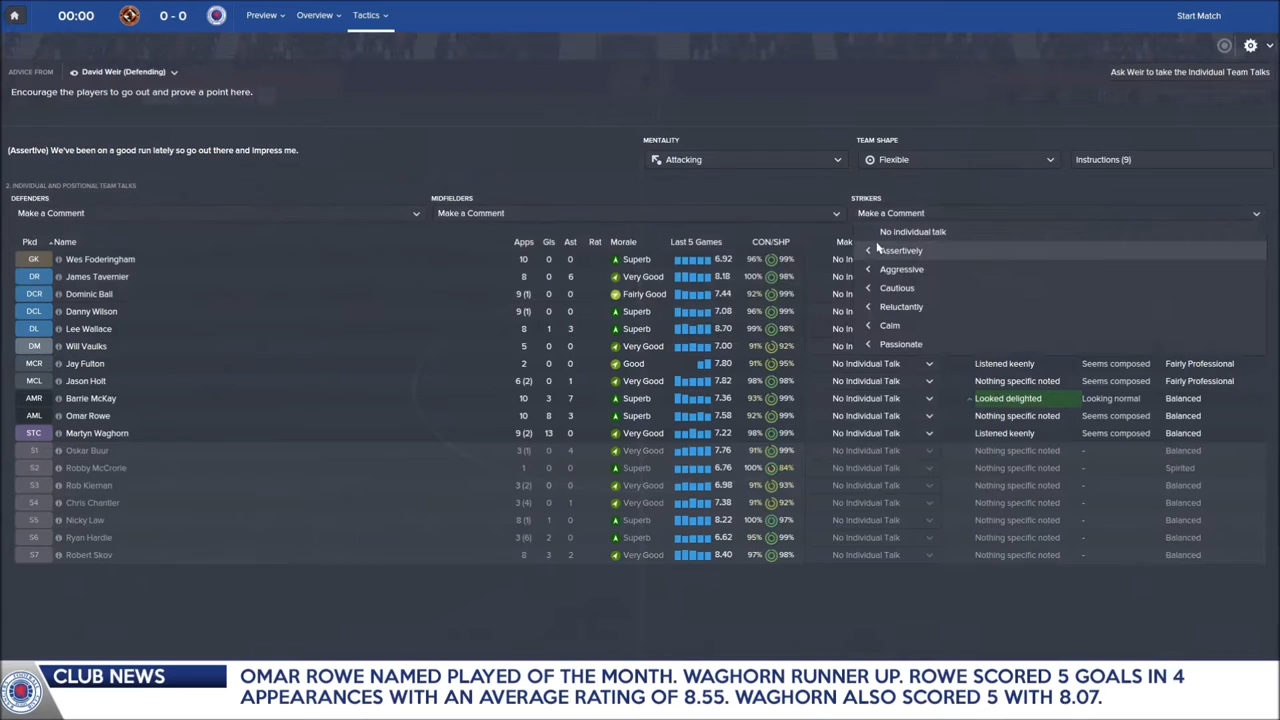 00:00 0 - 0 Preview Overview Tactics Start Match
ADVICE FROM David Weir (Defending) Ask Weir to take the Individual Team Talks
Encourage the players to go out and prove a point here.
MENTALITY TEAM SHAPE
(Assertive) We've been on a good run lately so go out there and impress me.
Attacking Flexible Instructions (9)
2. INDIVIDUAL AND POSITIONAL TEAM TALKS
DEFENDERS MIDFIELDERS STRIKERS
Make a Comment Make a Comment Make a Comment
No individual talk
Assertively
Aggressive
Cautious
Reluctantly
Calm
Passionate
Pkd Name Apps Gls Ast Rat Morale Last 5 Games CON/SHP Mak
GK Wes Foderingham 10 0 0 Superb 6.92 96% 99% No In
DR James Tavernier 8 0 6 Very Good 8.18 100% 98% No In
DCR Dominic Ball 9 (1) 0 0 Fairly Good 7.44 92% 99% No In
DCL Danny Wilson 9 (1) 0 0 Superb 7.08 96% 99% No In
DL Lee Wallace 8 1 3 Superb 8.70 99% 98% No In
DM Will Vaulks 5 0 0 Very Good 7.00 91% 92% No In
MCR Jay Fulton 2 0 0 Good 7.80 91% 95% No Individual Talk Listened keenly Seems composed Fairly Professional
MCL Jason Holt 6 (2) 0 1 Very Good 7.82 98% 98% No Individual Talk Nothing specific noted Seems composed Fairly Professional
AMR Barrie McKay 10 3 7 Superb 7.36 93% 99% No Individual Talk Looked delighted Looking normal Balanced
AML Omar Rowe 10 8 3 Superb 7.58 92% 99% No Individual Talk Nothing specific noted Seems composed Balanced
STC Martyn Waghorn 9 (2) 13 0 Very Good 7.22 98% 99% No Individual Talk Listened keenly Seems composed Balanced
S1 Oskar Buur 3 (1) 0 4 Very Good 7.76 91% 99% No Individual Talk Nothing specific noted - Balanced
S2 Robby McCrorie 1 0 0 Superb 6.76 100% 84% No Individual Talk Nothing specific noted - Spirited
S3 Rob Kiernan 3 (2) 0 0 Very Good 6.98 91% 93% No Individual Talk Nothing specific noted - Balanced
S4 Chris Chantler 3 (4) 0 1 Very Good 7.38 91% 92% No Individual Talk Nothing specific noted - Balanced
S5 Nicky Law 8 (1) 1 0 Superb 8.22 100% 97% No Individual Talk Nothing specific noted - Balanced
S6 Ryan Hardie 3 (6) 2 0 Superb 6.62 95% 99% No Individual Talk Nothing specific noted - Balanced
S7 Robert Skov 8 3 2 Very Good 8.40 97% 98% No Individual Talk Nothing specific noted - Balanced
CLUB NEWS
OMAR ROWE NAMED PLAYED OF THE MONTH. WAGHORN RUNNER UP. ROWE SCORED 5 GOALS IN 4
APPEARANCES WITH AN AVERAGE RATING OF 8.55. WAGHORN ALSO SCORED 5 WITH 8.07.